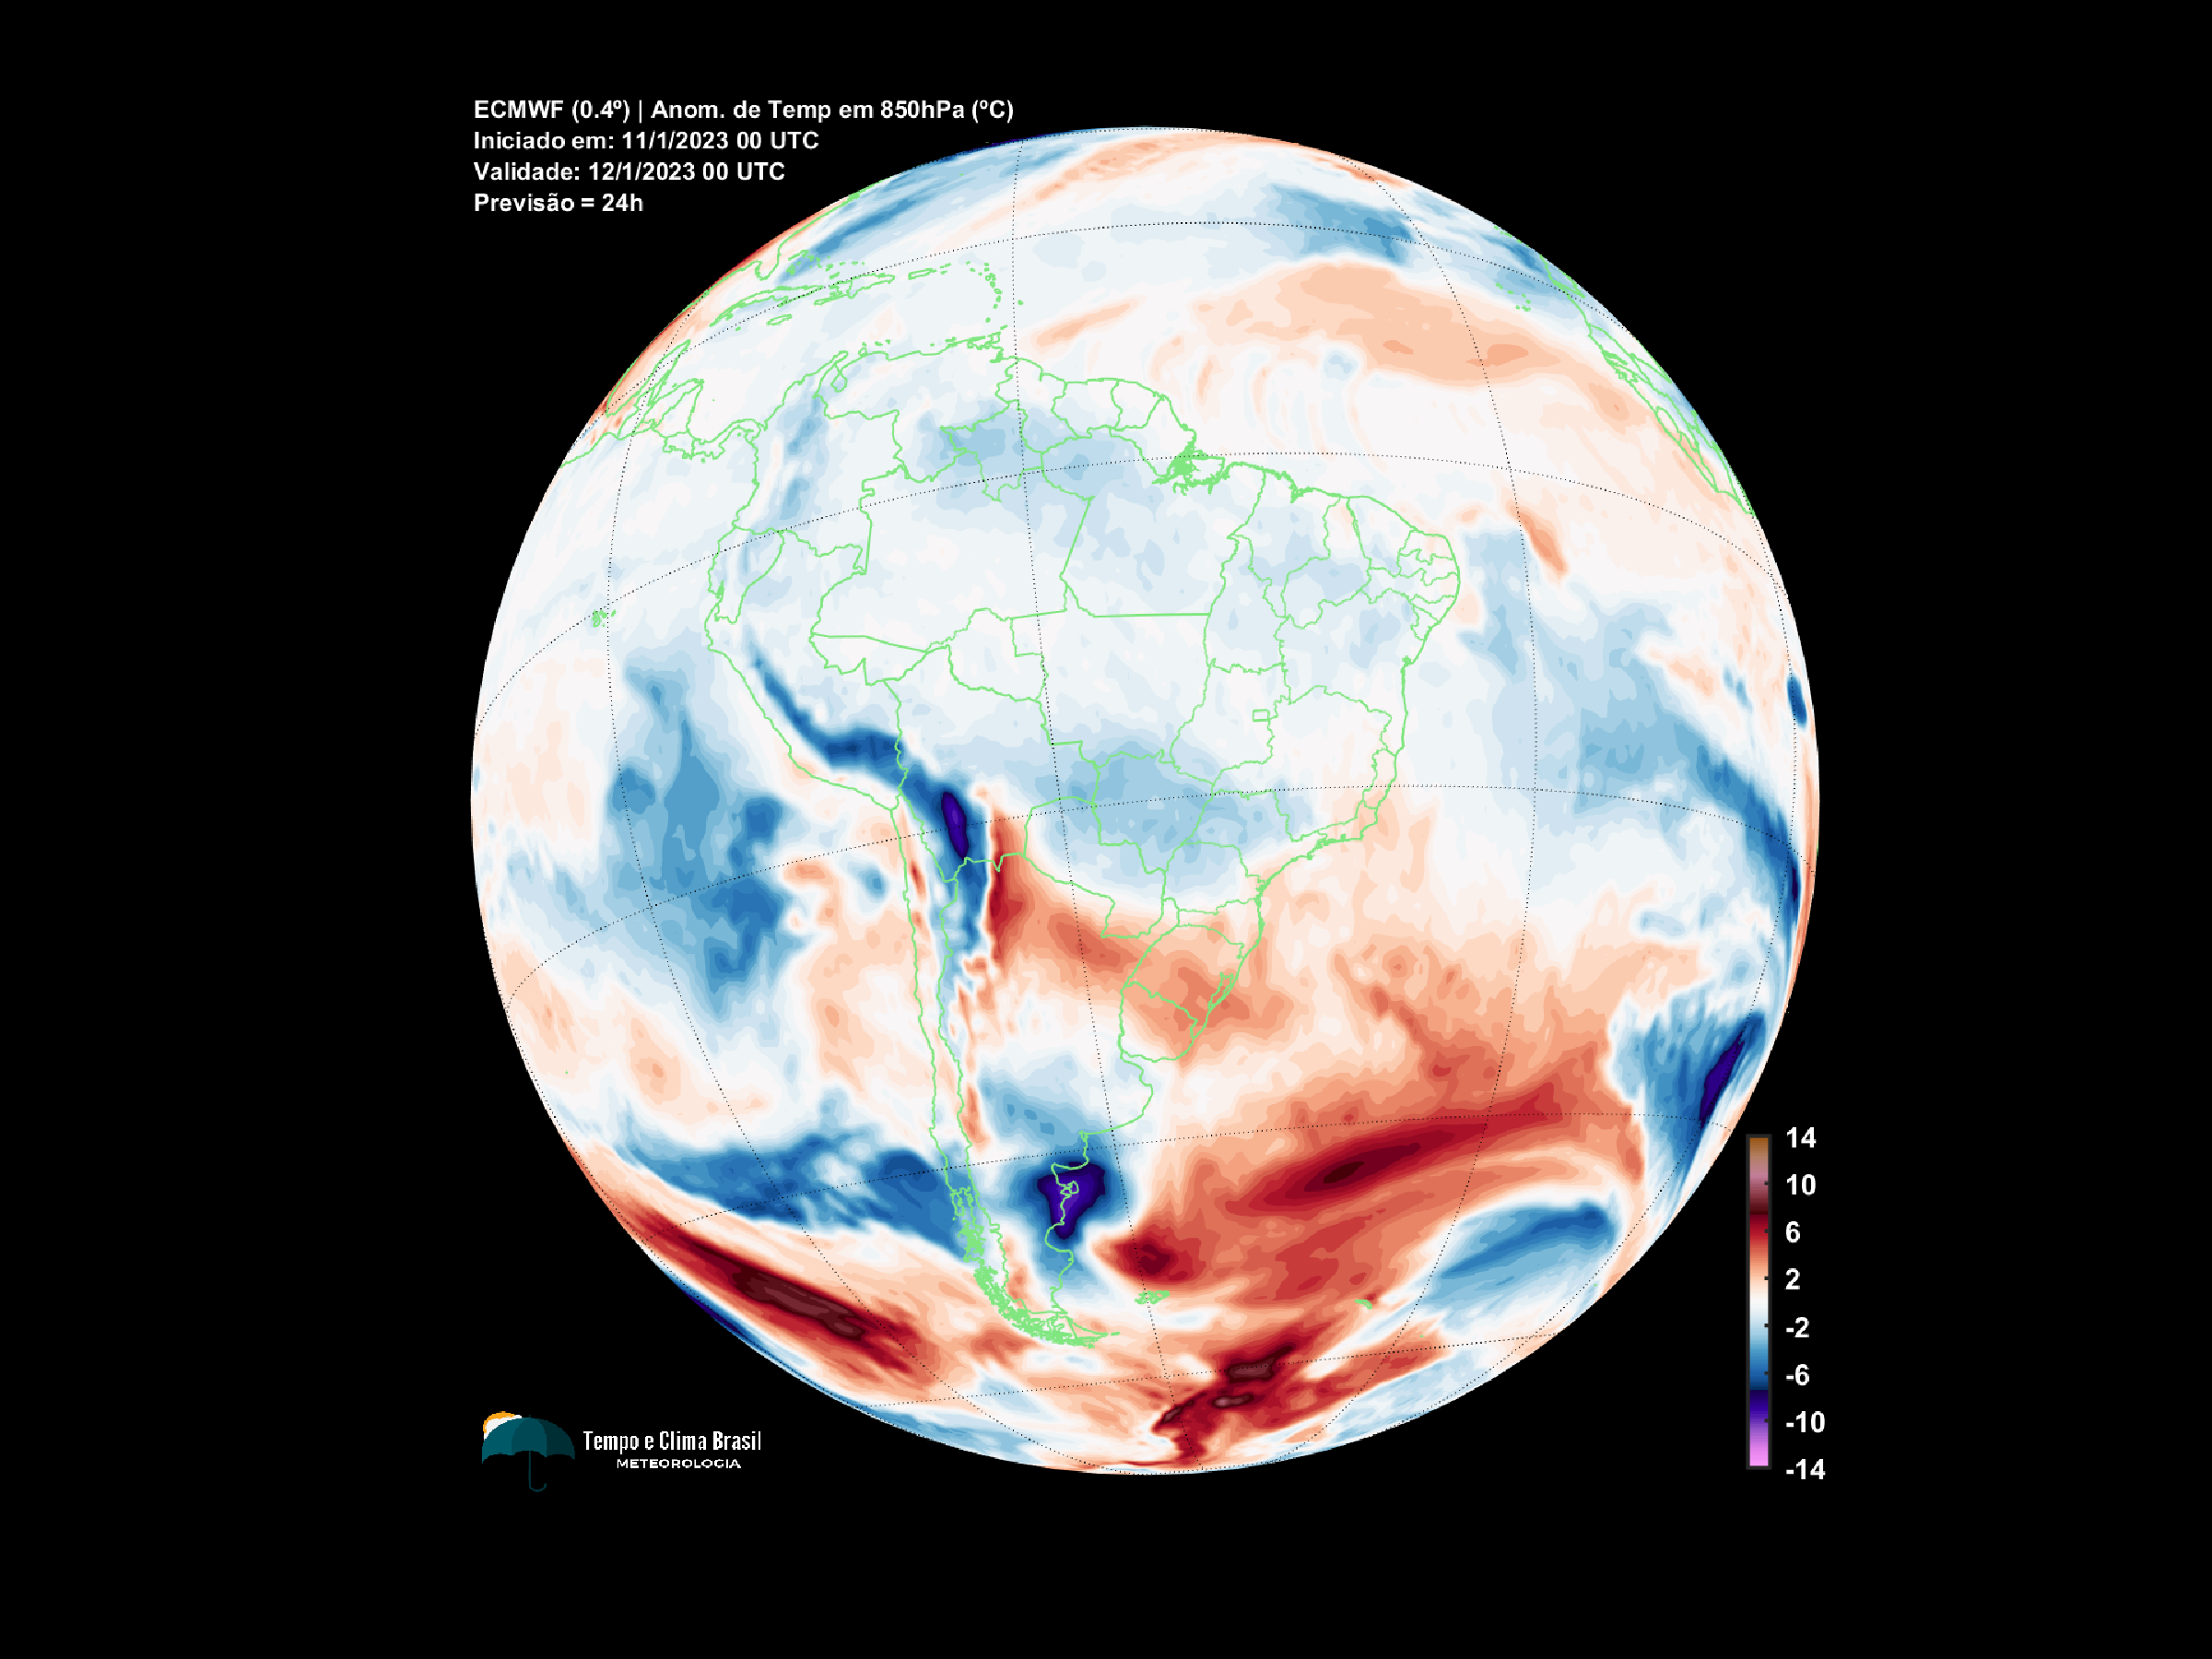 ECMWF (0.4º) | Anom. de Temp em 850hPa (ºC)
Iniciado em: 11/1/2023 00 UTC
Validade: 12/1/2023 00 UTC
Previsão = 24h
14
10
6
2
-2
-6
-10
-14
Tempo e Clima Brasil
METEOROLOGIA